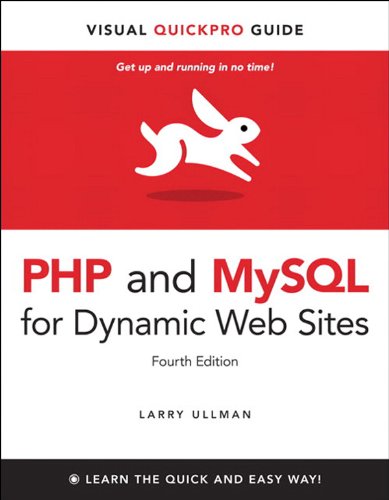 VISUAL QUICKPRO GUIDE
Get up and running in no time!
PHP and MySQL
for Dynamic Web Sites
Fourth Edition
LARRY ULLMAN
LEARN THE QUICK AND EASY WAY!